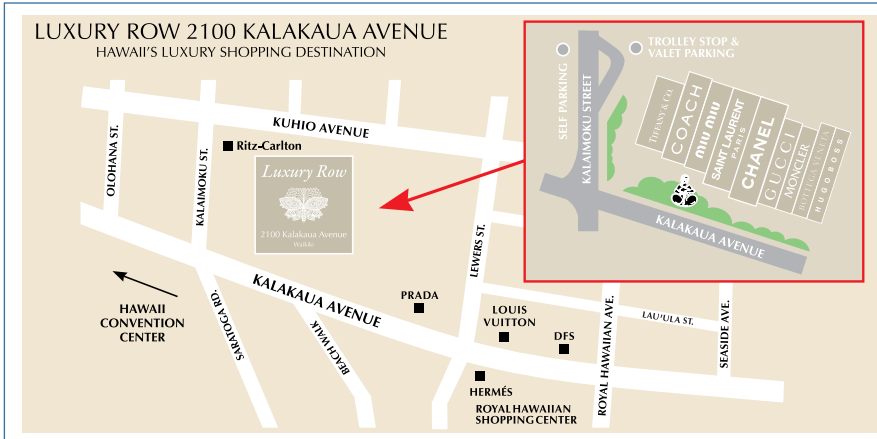 LUXURY ROW 2100 KALAKAUA AVENUE
HAWAII'S LUXURY SHOPPING DESTINATION
OLOHANA ST.
KALAIMOKU ST.
KUHIO AVENUE
Ritz-Carlton
Luxury Row
2100 Kalakaua Avenue
Waikiki
KALAKAUA AVENUE
HAWAII
CONVENTION
CENTER
SARATOGA RD.
BEACH WALK
PRADA
LEWERS ST.
LOUIS
VUITTON
DFS
HERMÉS
ROYAL HAWAIIAN
SHOPPING CENTER
ROYAL HAWAIIAN AVE.
LAU'ULA ST.
SEASIDE AVE.
SELF PARKING
KALAIMOKU STREET
TROLLEY STOP &
VALET PARKING
TIFFANY & CO.
COACH
miu miu
SAINT LAURENT
PARIS
CHANEL
GUCCI
MONCLER
BOTTEGA VENETA
HUGO BOSS
KALAKAUA AVENUE